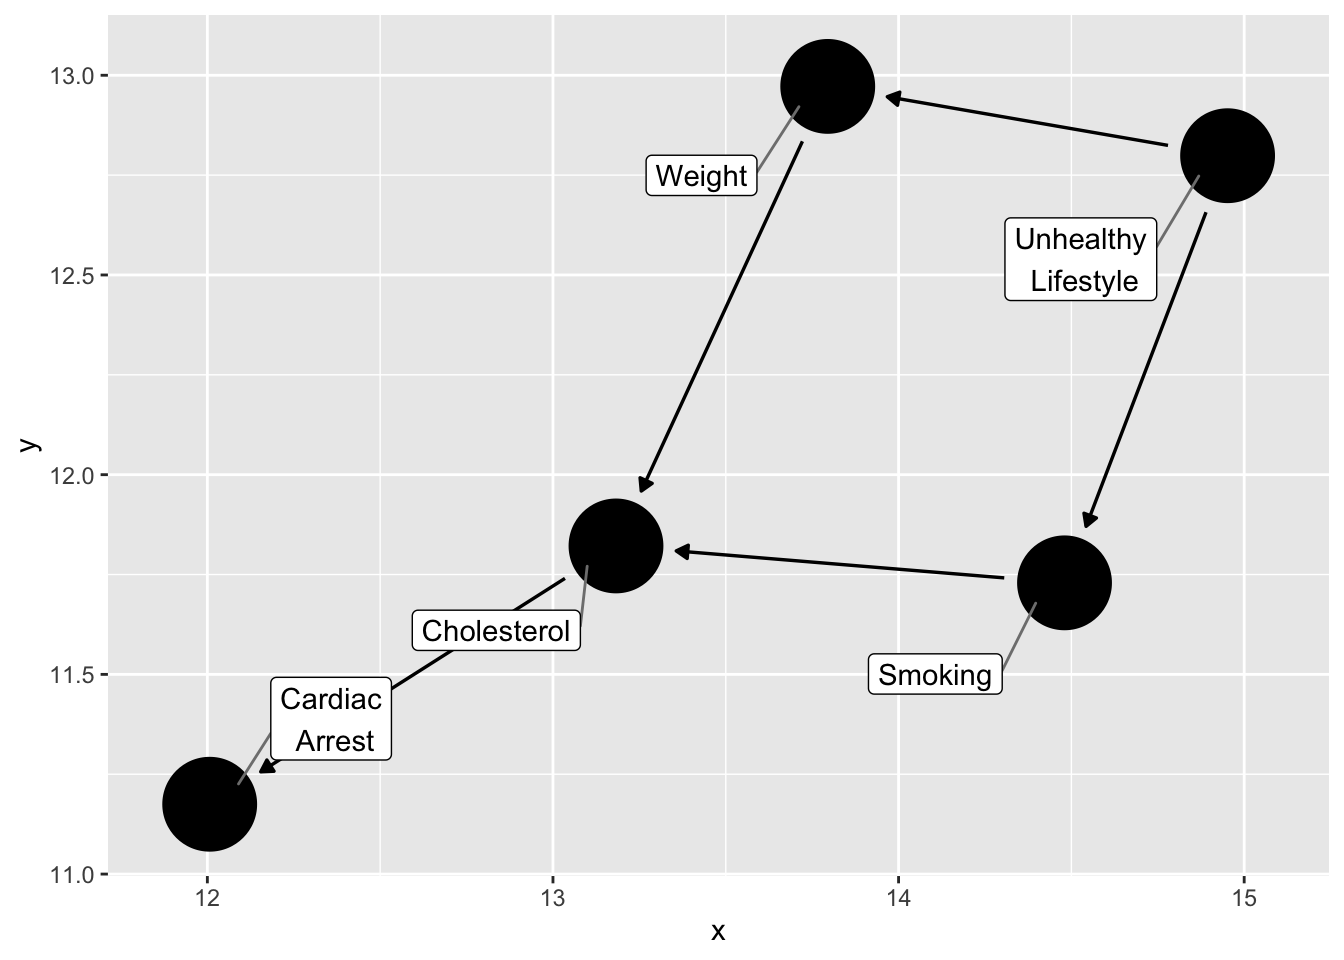 13.0
12.5
12.0
11.5
11.0
y
Weight
Unhealthy
Lifestyle
Cholesterol
Smoking
Cardiac
Arrest
12
13
14
15
x